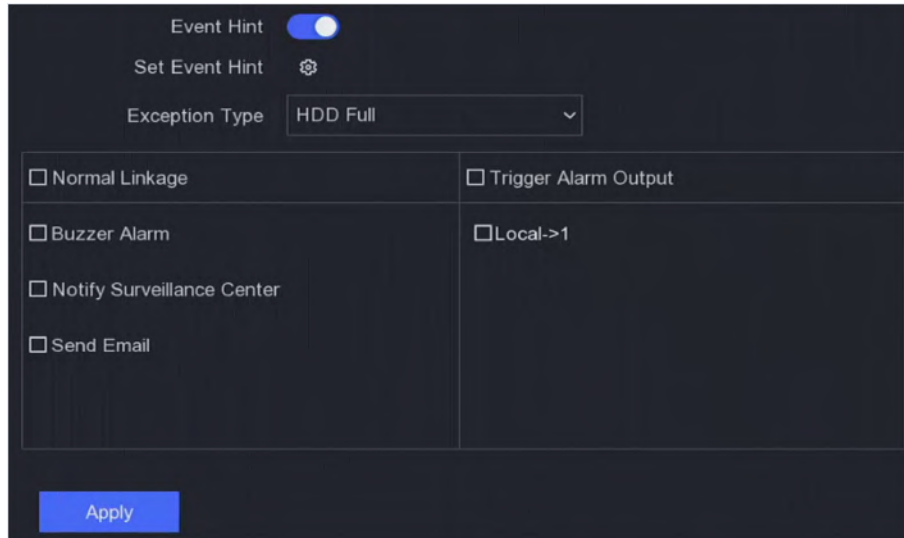 Event Hint
Set Event Hint
Exception Type HDD Full
Normal Linkage Trigger Alarm Output
Buzzer Alarm Local->1
Notify Surveillance Center
Send Email
Apply